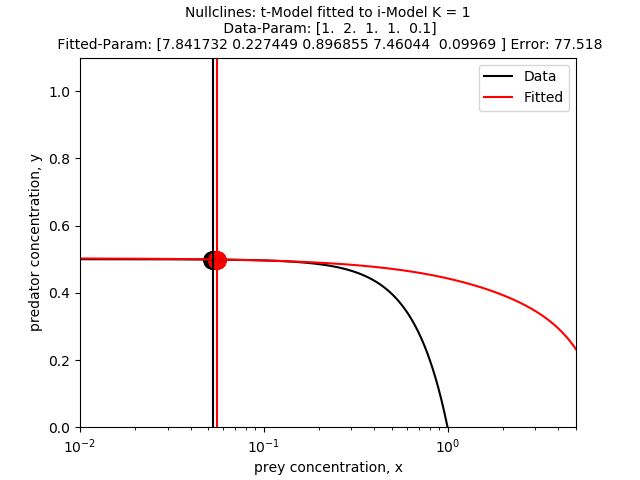 Nullclines: t-Model fitted to i-Model K = 1
Data-Param: [1.  2.  1.  1.  0.1]
Fitted-Param: [7.841732 0.227449 0.896855 7.46044  0.09969 ] Error: 77.518
Data
Fitted
predator concentration, y
1.0
0.8
0.6
0.4
0.2
0.0
10⁻²
10⁻¹
10⁰
prey concentration, x